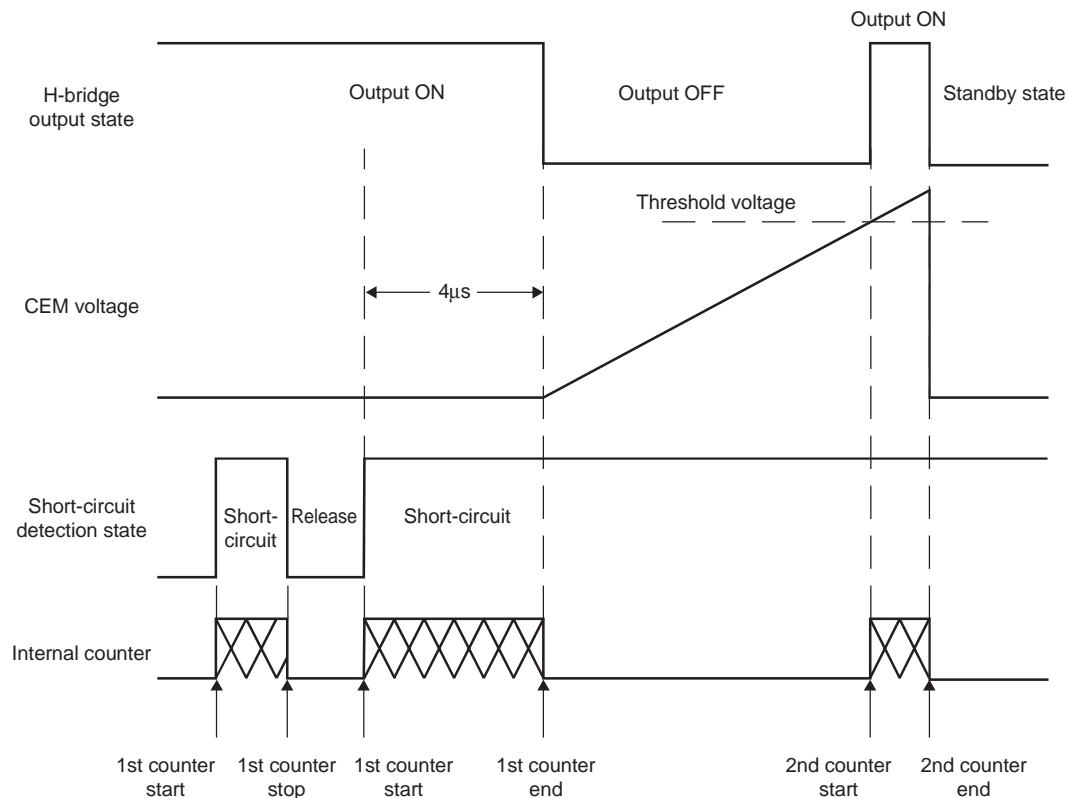 Output ON
H-bridge
output state
Output ON
Output OFF
Standby state
Threshold voltage
CEM voltage
4μs
Short-circuit
detection state
Short-
circuit
Release
Short-circuit
Internal counter
1st counter
start
1st counter
stop
1st counter
start
1st counter
end
2nd counter
start
2nd counter
end